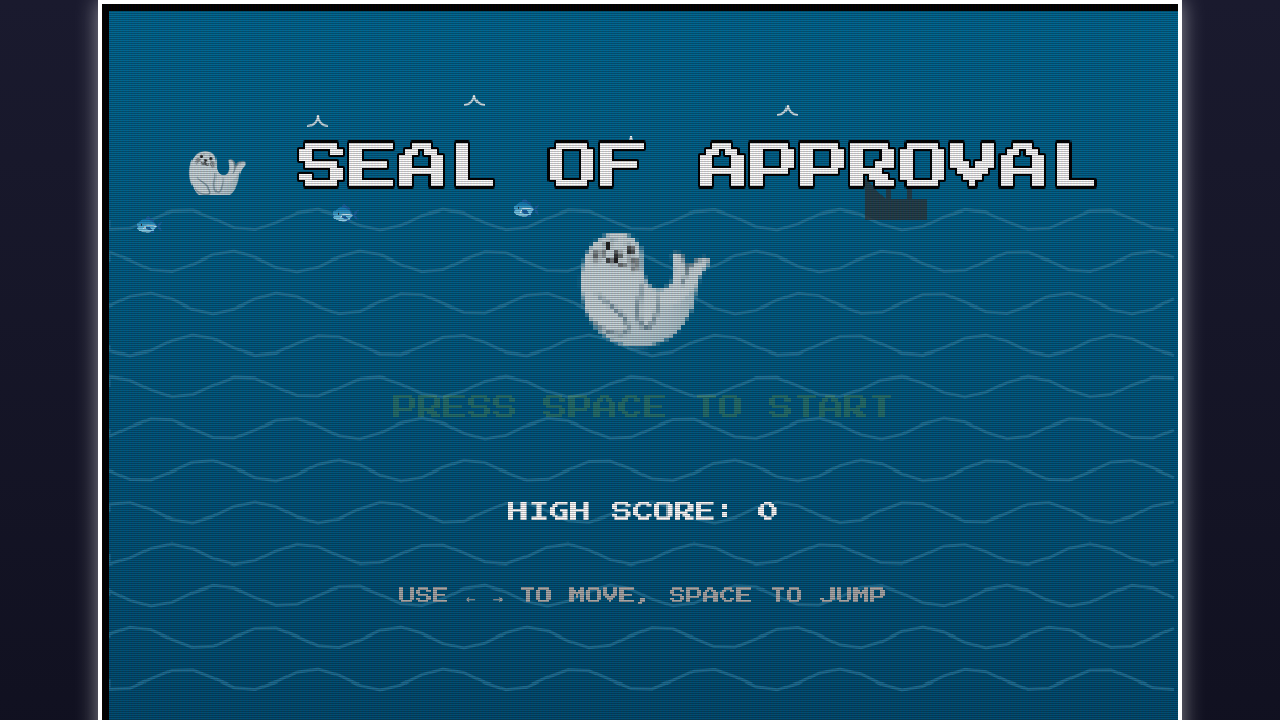 SEAL OF APPROVAL
PRESS SPACE TO START
HIGH SCORE: 0
USE ← → TO MOVE, SPACE TO JUMP